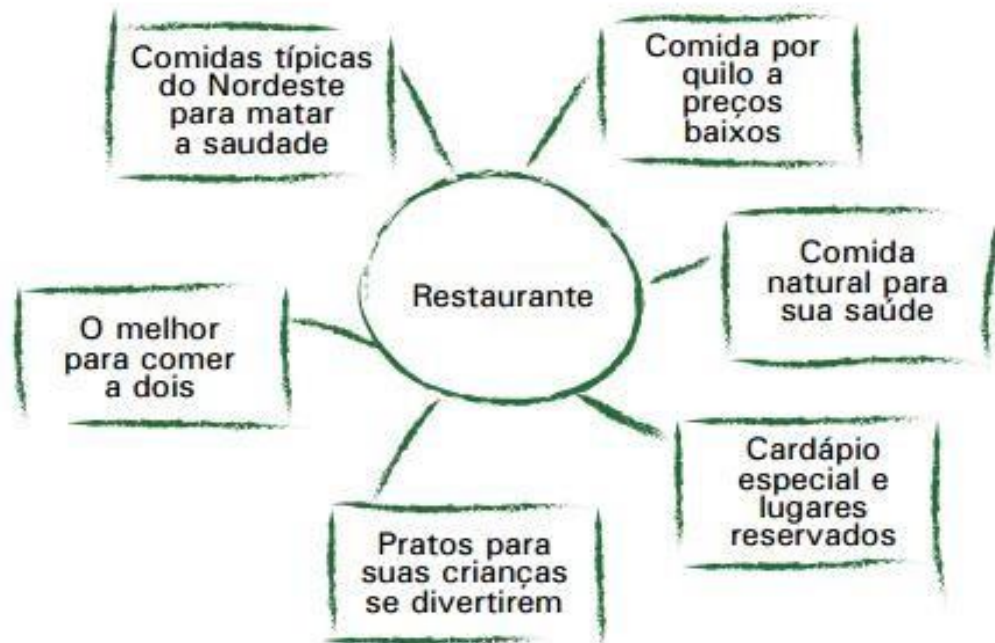 Comidas típicas
do Nordeste
para matar
a saudade
Comida por
quilo a
preços
baixos
Restaurante
Comida
natural para
sua saúde
O melhor
para comer
a dois
Cardápio
especial e
lugares
reservados
Pratos para
suas crianças
se divertirem